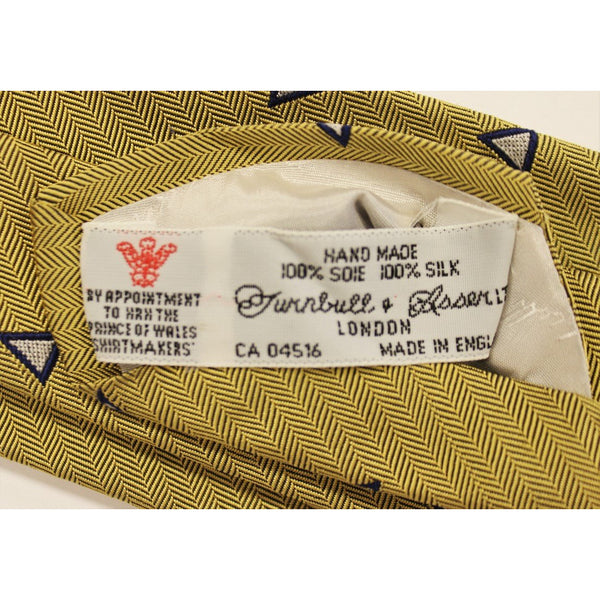 BY APPOINTMENT
TO HRH THE
PRINCE OF WALES
SHIRTMAKERS
HAND MADE
100% SOIE 100% SILK
Turnbull & Asser LT
LONDON
CA 04516 MADE IN ENGL